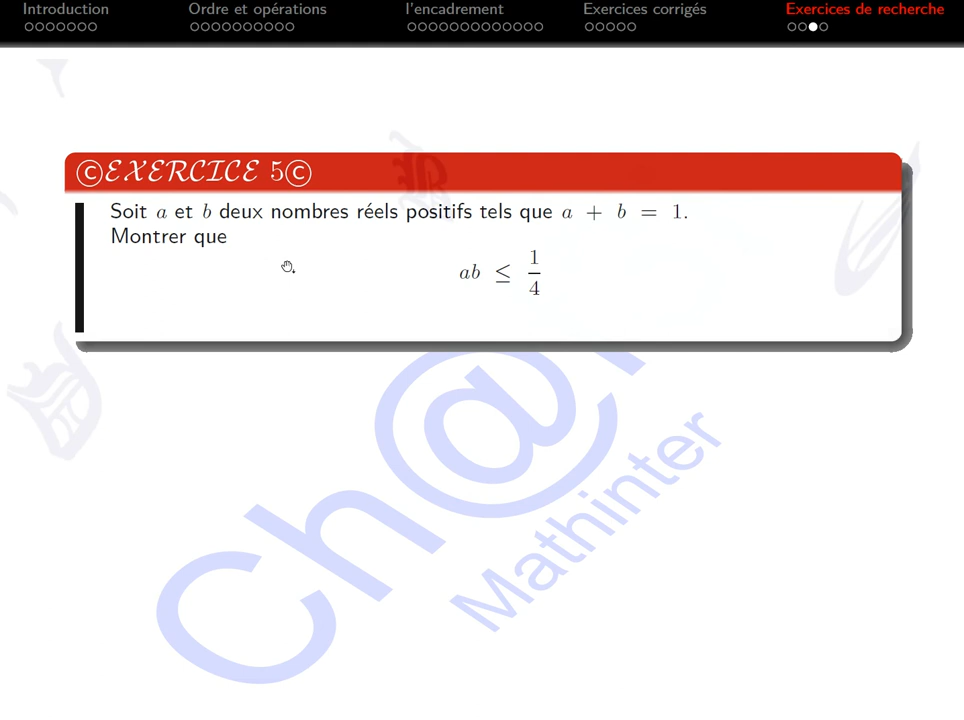 Introduction Ordre et opérations l'encadrement Exercices corrigés Exercices de recherche
©EXERCICE 5©
Soit a et b deux nombres réels positifs tels que a + b = 1.
Montrer que
ab ≤ 1/4
Mathinter